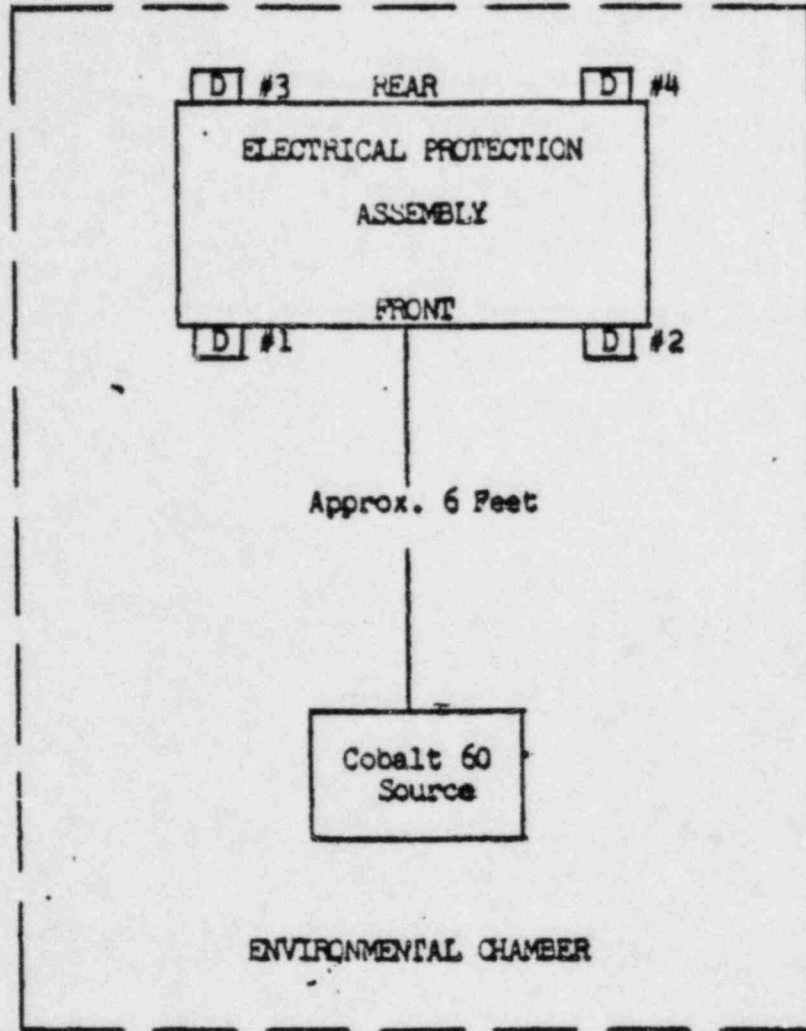 D #3 REAR D #4
ELECTRICAL PROTECTION
ASSEMBLY
FRONT
D #1 D #2
Approx. 6 Feet
Cobalt 60
Source
ENVIRONMENTAL CHAMBER